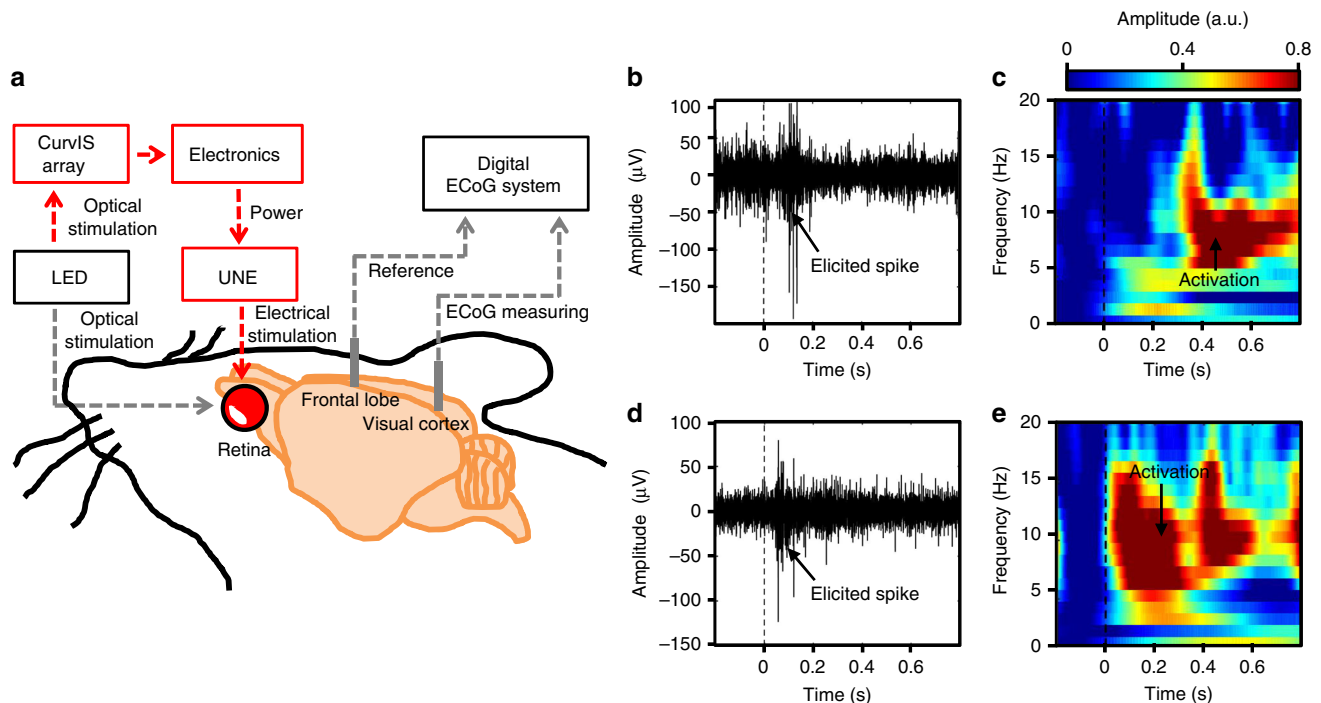 a
CurvIS
array
Electronics
Digital
ECoG system
Optical
stimulation
Power
LED
UNE
Reference
Optical
stimulation
Electrical
stimulation
ECoG measuring
Frontal lobe
Visual cortex
Retina
b
Amplitude (μV)
100
50
0
−50
−100
−150
Elicited spike
0
0.2
0.4
0.6
Time (s)
Amplitude (a.u.)
0
0.4
0.8
c
Frequency (Hz)
20
15
10
5
0
Activation
0
0.2
0.4
0.6
Time (s)
d
Amplitude (μV)
100
50
0
−50
−100
−150
Elicited spike
0
0.2
0.4
0.6
Time (s)
e
Frequency (Hz)
20
15
10
5
0
Activation
0
0.2
0.4
0.6
Time (s)